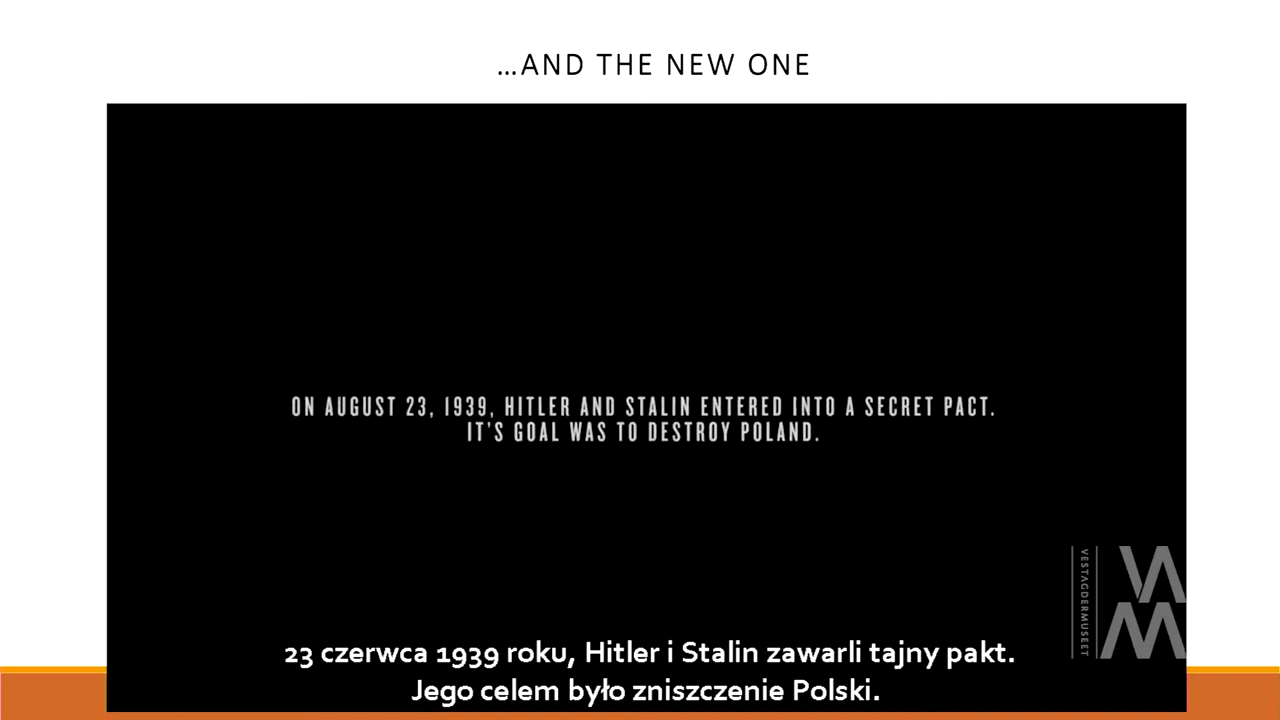 ...AND THE NEW ONE
ON AUGUST 23, 1939, HITLER AND STALIN ENTERED INTO A SECRET PACT.
IT'S GOAL WAS TO DESTROY POLAND.
VESTAGDERMUSEET
VAM
23 czerwca 1939 roku, Hitler i Stalin zawarli tajny pakt.
Jego celem było zniszczenie Polski.